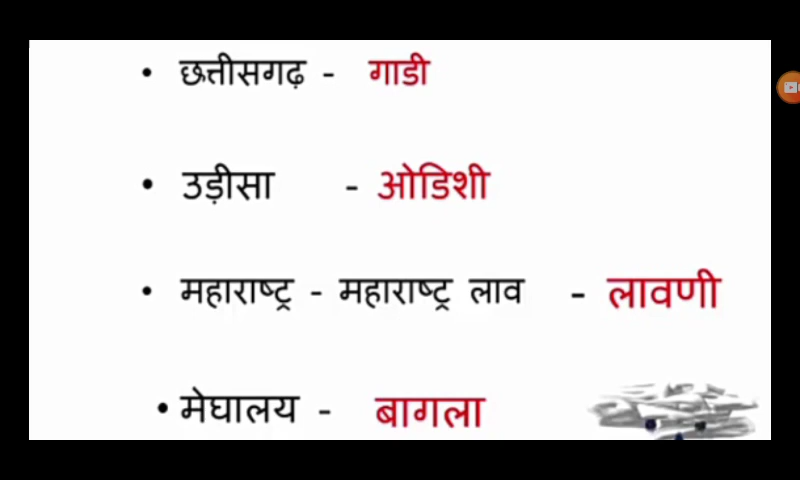 • छत्तीसगढ़ - गाडी
• उड़ीसा - ओडिशी
• महाराष्ट्र - महाराष्ट्र लाव - लावणी
• मेघालय - बागला